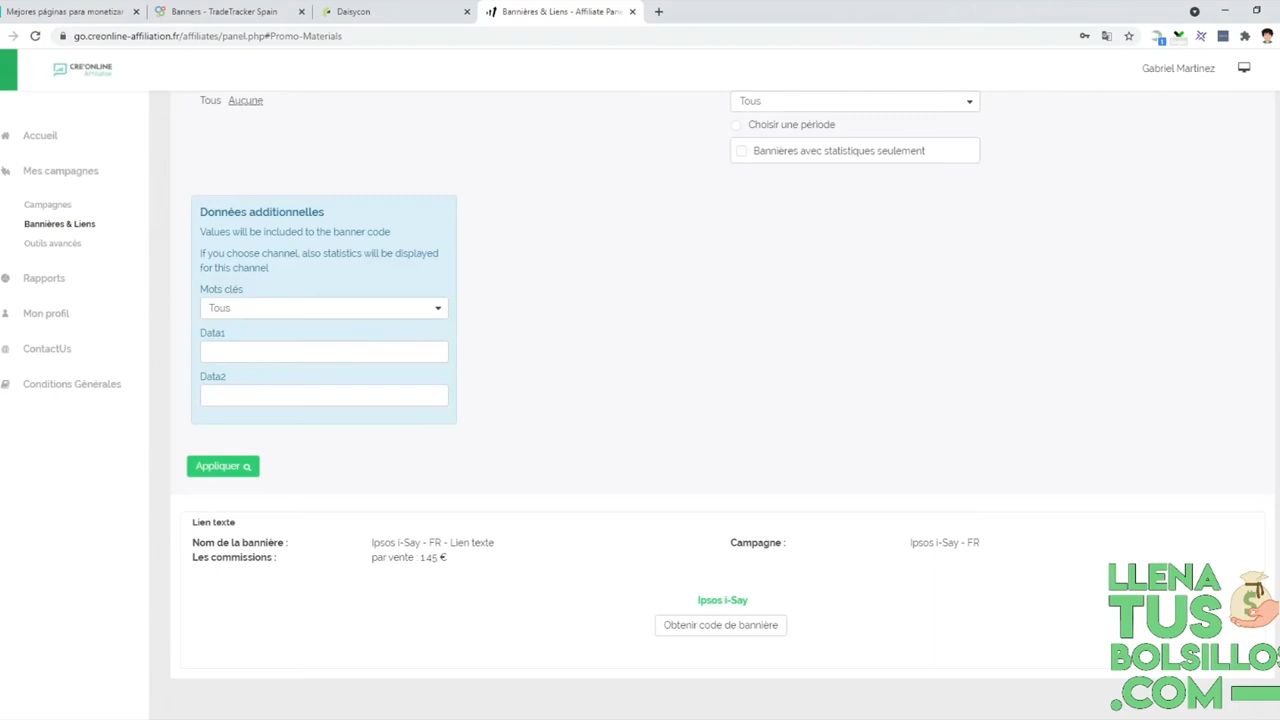 Mejores páginas para monetiza
Banners - TradeTracker Spain
Daisycon
Bannières & Liens - Affiliate Pan
go.creonline-affiliation.fr/affiliates/panel.php#Promo-Materials
CRE'ONLINE
Affiliation
Gabriel Martinez
Tous Aucune
Tous
Choisir une période
Bannières avec statistiques seulement
Accueil
Mes campagnes
Campagnes
Bannières & Liens
Outils avancés
Rapports
Mon profil
ContactUs
Conditions Générales
Données additionnelles
Values will be included to the banner code
If you choose channel, also statistics will be displayed
for this channel
Mots clés
Tous
Data1
Data2
Appliquer
Lien texte
Nom de la bannière : Ipsos i-Say - FR - Lien texte Campagne : Ipsos i-Say - FR
Les commissions : par vente : 1.45 €
Ipsos i-Say
Obtenir code de bannière
LLENA
TUS
BOLSILLOS
.COM